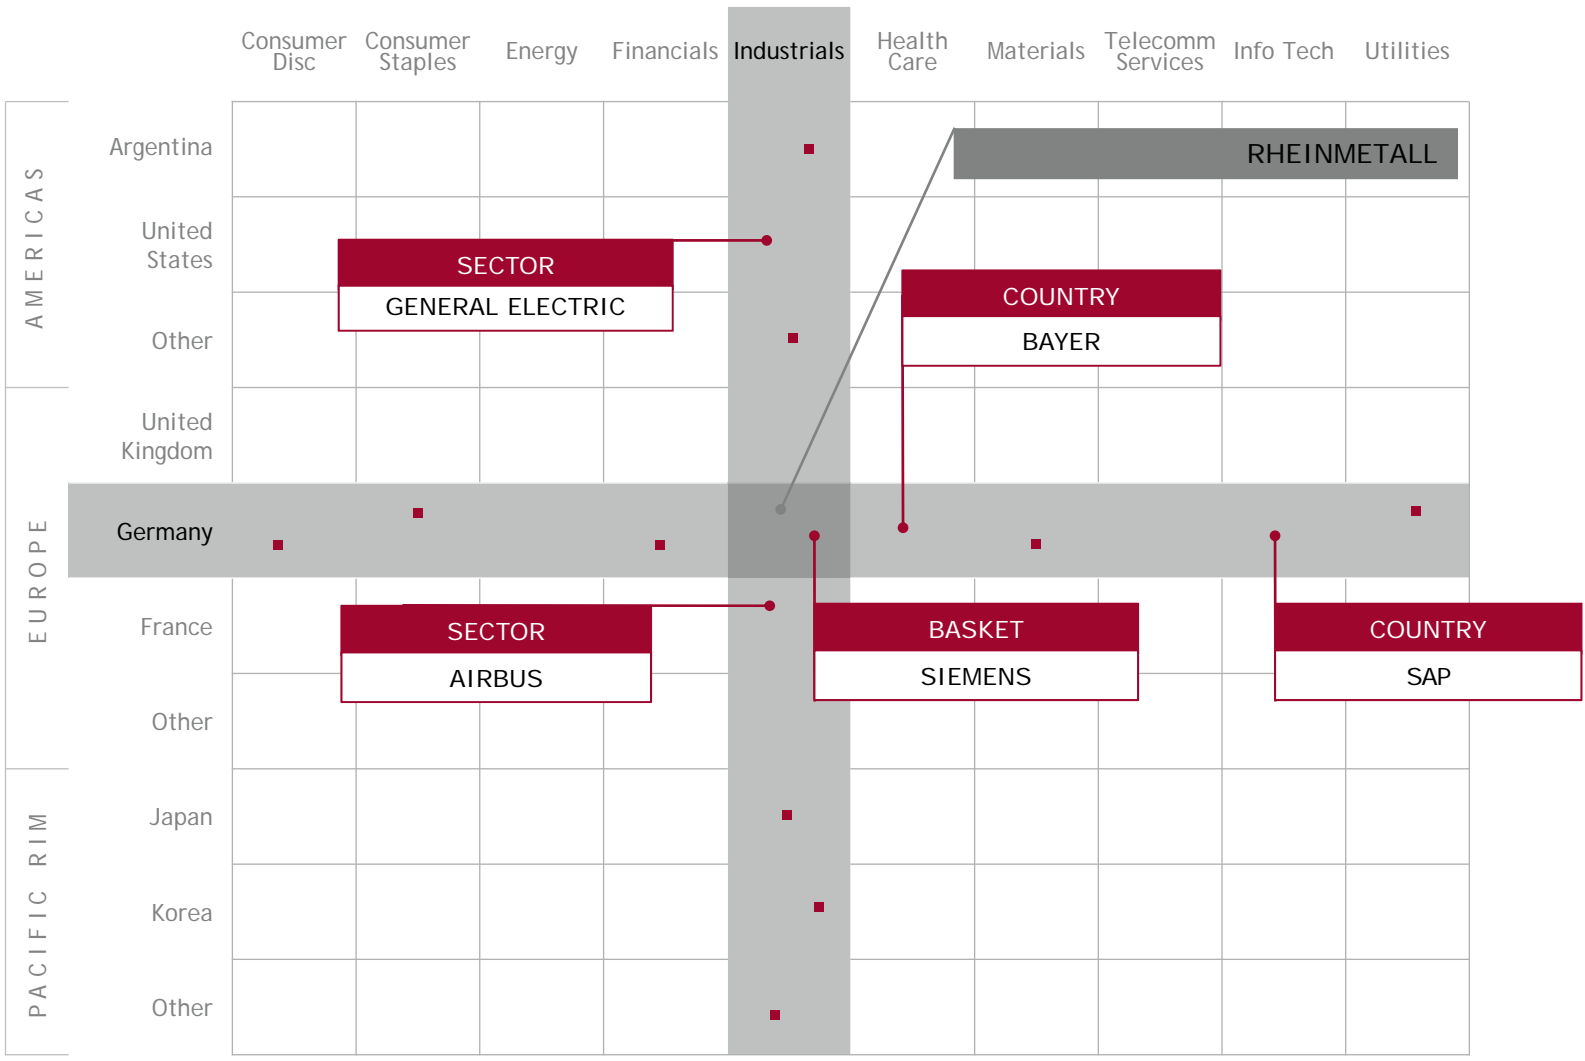 Consumer Disc
Consumer Staples
Energy
Financials
Industrials
Health Care
Materials
Telecomm Services
Info Tech
Utilities
AMERICAS
Argentina
RHEINMETALL
United
States
SECTOR
GENERAL ELECTRIC
COUNTRY
BAYER
Other
EUROPE
United
Kingdom
Germany
France
SECTOR
AIRBUS
BASKET
SIEMENS
COUNTRY
SAP
Other
PACIFIC RIM
Japan
Korea
Other